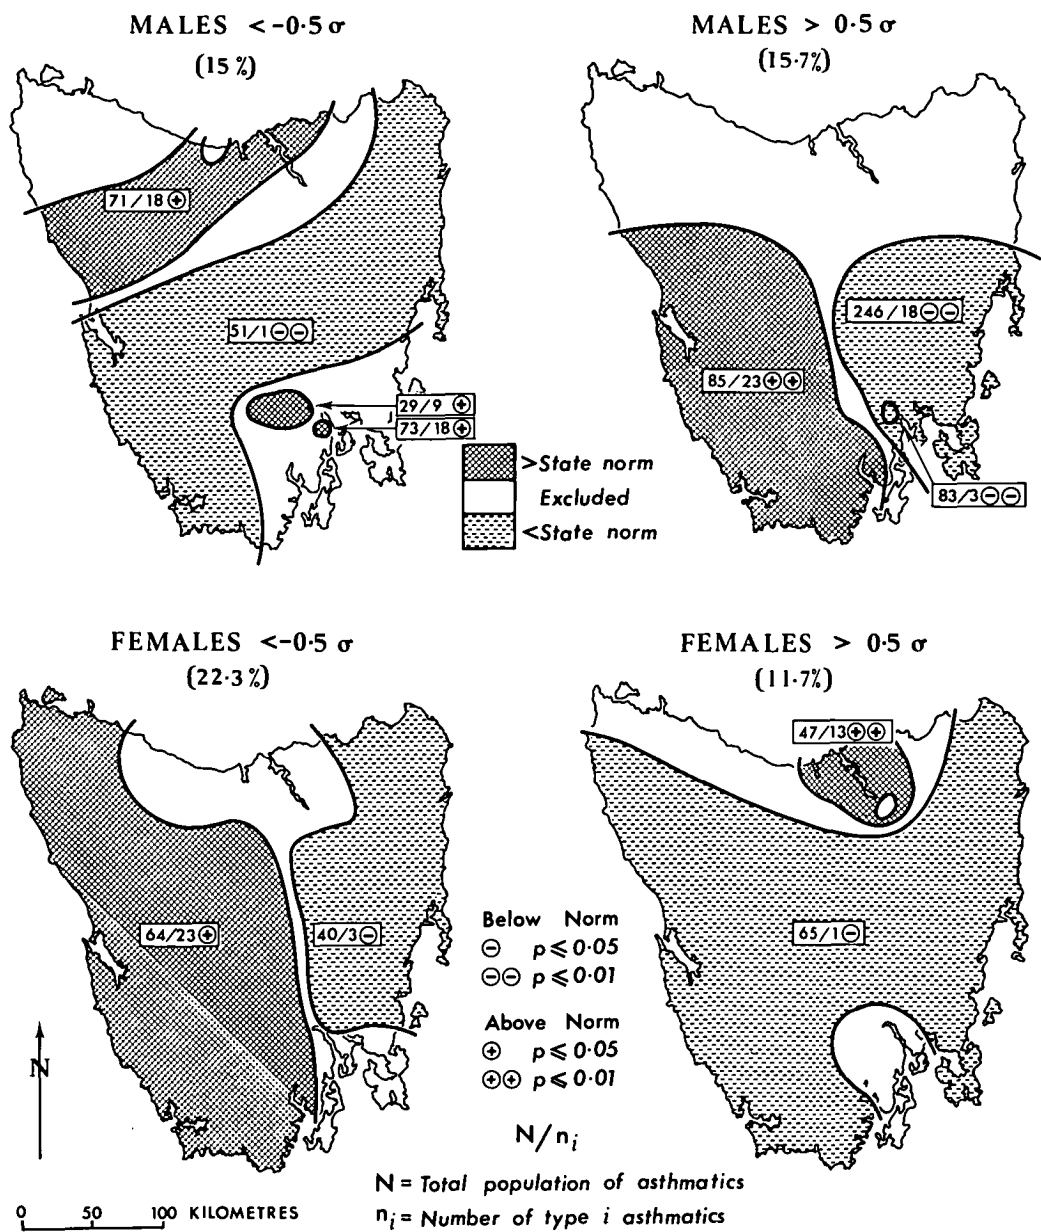 MALES < -0·5 σ
(15 %)
MALES > 0·5 σ
(15·7%)
71/18 ⊕
51/1 ⊖⊖
29/9 ⊕
73/18 ⊕
246/18 ⊖⊖
85/23 ⊕⊕
83/3 ⊖⊖
>State norm
Excluded
<State norm
FEMALES <-0·5 σ
(22·3%)
FEMALES > 0·5 σ
(11·7%)
47/13 ⊕⊕
64/23 ⊕
40/3 ⊖
65/1 ⊖
Below Norm
⊖ p ≤ 0·05
⊖⊖ p ≤ 0·01
Above Norm
⊕ p ≤ 0·05
⊕⊕ p ≤ 0·01
N
N/ni
N = Total population of asthmatics
ni = Number of type i asthmatics
0 50 100 KILOMETRES